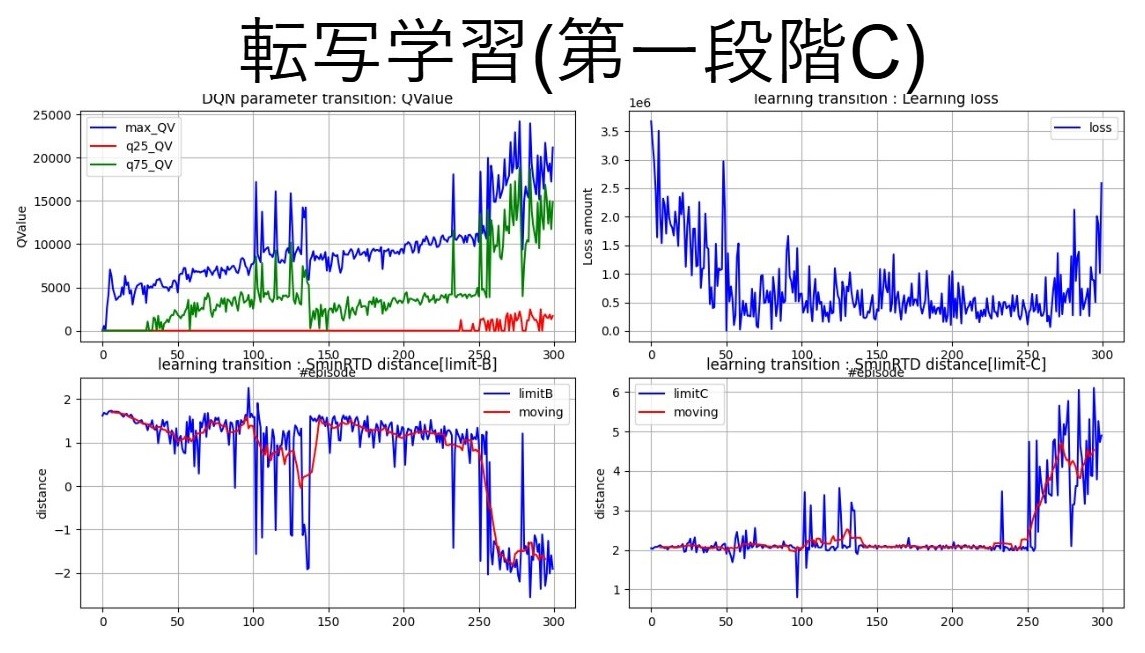 転写学習(第一段階C)
DQN parameter transition: QValue
25000
20000
15000
10000
5000
0
QValue
max_QV
q25_QV
q75_QV
0 50 100 150 200 250 300
#episode
learning transition : Learning loss
1e6
3.5
3.0
2.5
2.0
1.5
1.0
0.5
0.0
Loss amount
loss
0 50 100 150 200 250 300
#episode
learning transition : SminRTD distance[limit-B]
2
1
0
−1
−2
distance
limitB
moving
0 50 100 150 200 250 300
learning transition : SminRTD distance[limit-C]
6
5
4
3
2
1
distance
limitC
moving
0 50 100 150 200 250 300